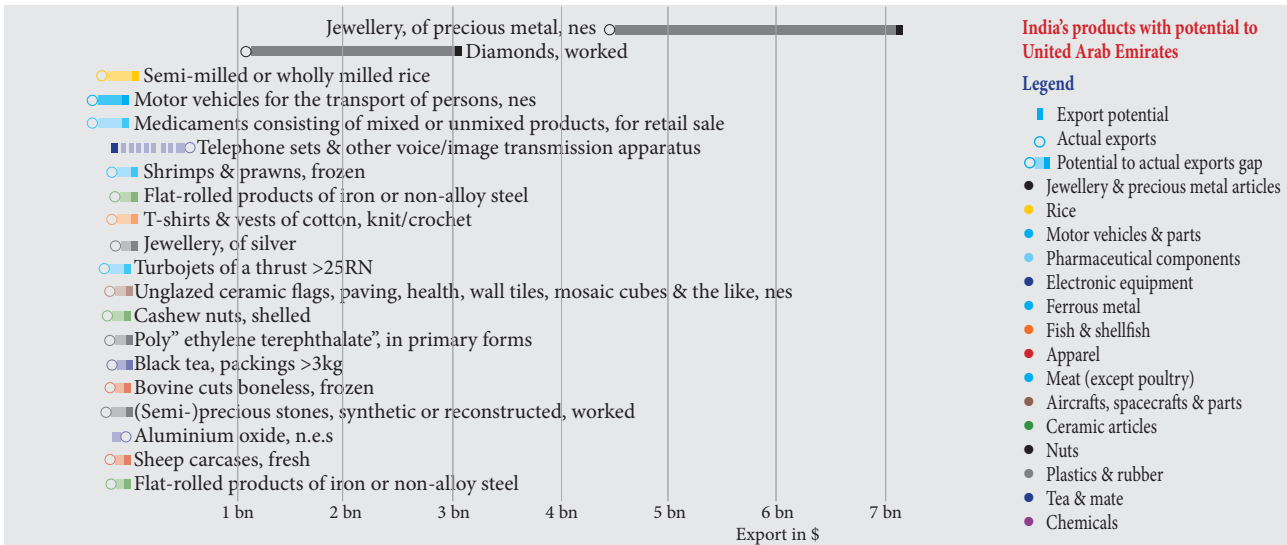 Jewellery, of precious metal, nes
Diamonds, worked
Semi-milled or wholly milled rice
Motor vehicles for the transport of persons, nes
Medicaments consisting of mixed or unmixed products, for retail sale
Telephone sets & other voice/image transmission apparatus
Shrimps & prawns, frozen
Flat-rolled products of iron or non-alloy steel
T-shirts & vests of cotton, knit/crochet
Jewellery, of silver
Turbojets of a thrust >25RN
Unglazed ceramic flags, paving, health, wall tiles, mosaic cubes & the like, nes
Cashew nuts, shelled
Poly” ethylene terephthalate”, in primary forms
Black tea, packings >3kg
Bovine cuts boneless, frozen
(Semi-)precious stones, synthetic or reconstructed, worked
Aluminium oxide, n.e.s
Sheep carcases, fresh
Flat-rolled products of iron or non-alloy steel
1 bn 2 bn 3 bn 4 bn 5 bn 6 bn 7 bn
Export in $
India’s products with potential to
United Arab Emirates
Legend
Export potential
Actual exports
Potential to actual exports gap
Jewellery & precious metal articles
Rice
Motor vehicles & parts
Pharmaceutical components
Electronic equipment
Ferrous metal
Fish & shellfish
Apparel
Meat (except poultry)
Aircrafts, spacecrafts & parts
Ceramic articles
Nuts
Plastics & rubber
Tea & mate
Chemicals